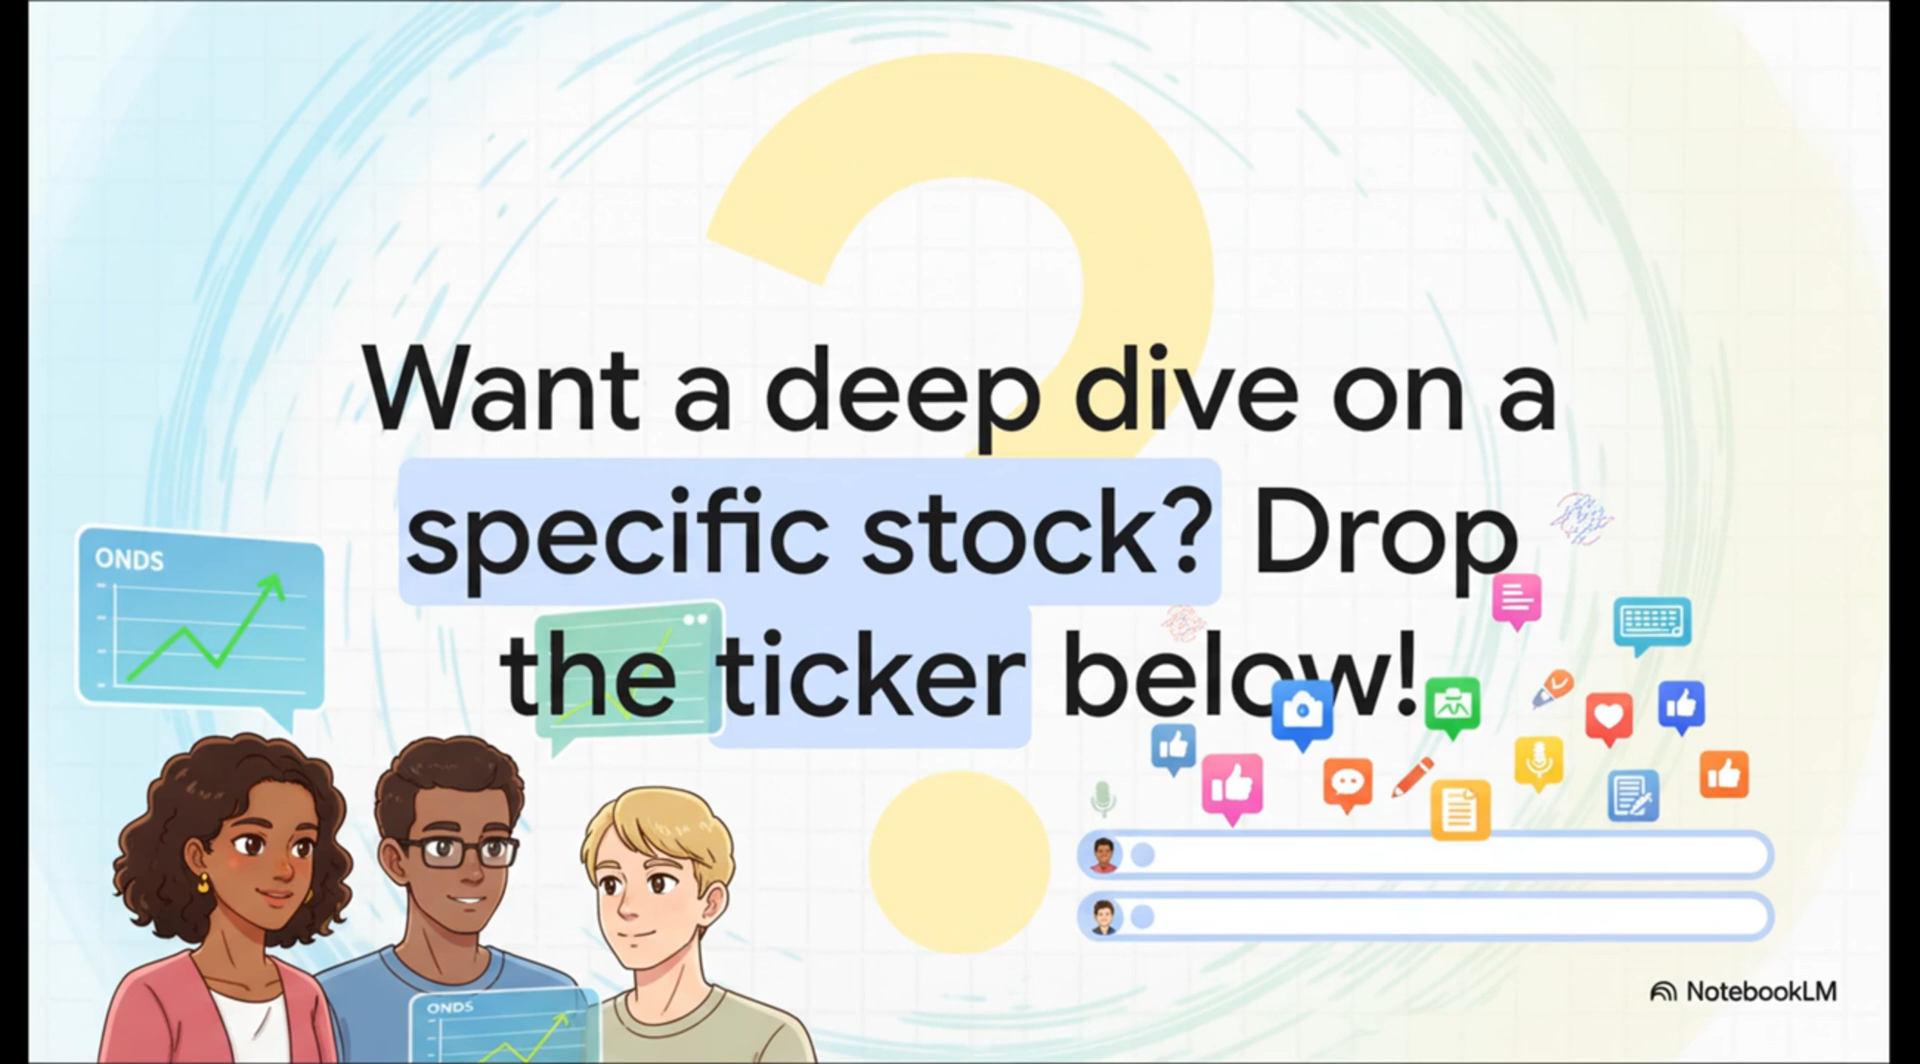 Want a deep dive on a
specific stock? Drop
the ticker below!
ONDS
ONDS
NotebookLM